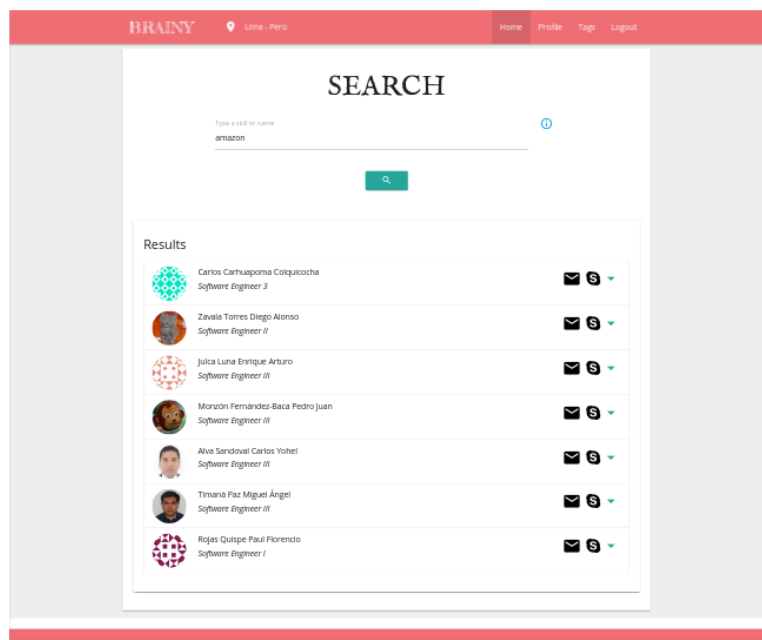 BRAINY
Lima - Pero
Home
Profile
Tags
Logout
SEARCH
Type a skill or name
amazon
Results
Carlos Carhuapoma Colquicocha
Software Engineer 3
Zavala Torres Diego Alonso
Software Engineer II
Julca Luna Enrique Arturo
Software Engineer III
Monzón Fernández-Baca Pedro Juan
Software Engineer III
Alva Sandoval Carlos Yohel
Software Engineer III
Timaná Paz Miguel Ángel
Software Engineer III
Rojas Quispe Paul Florencio
Software Engineer I